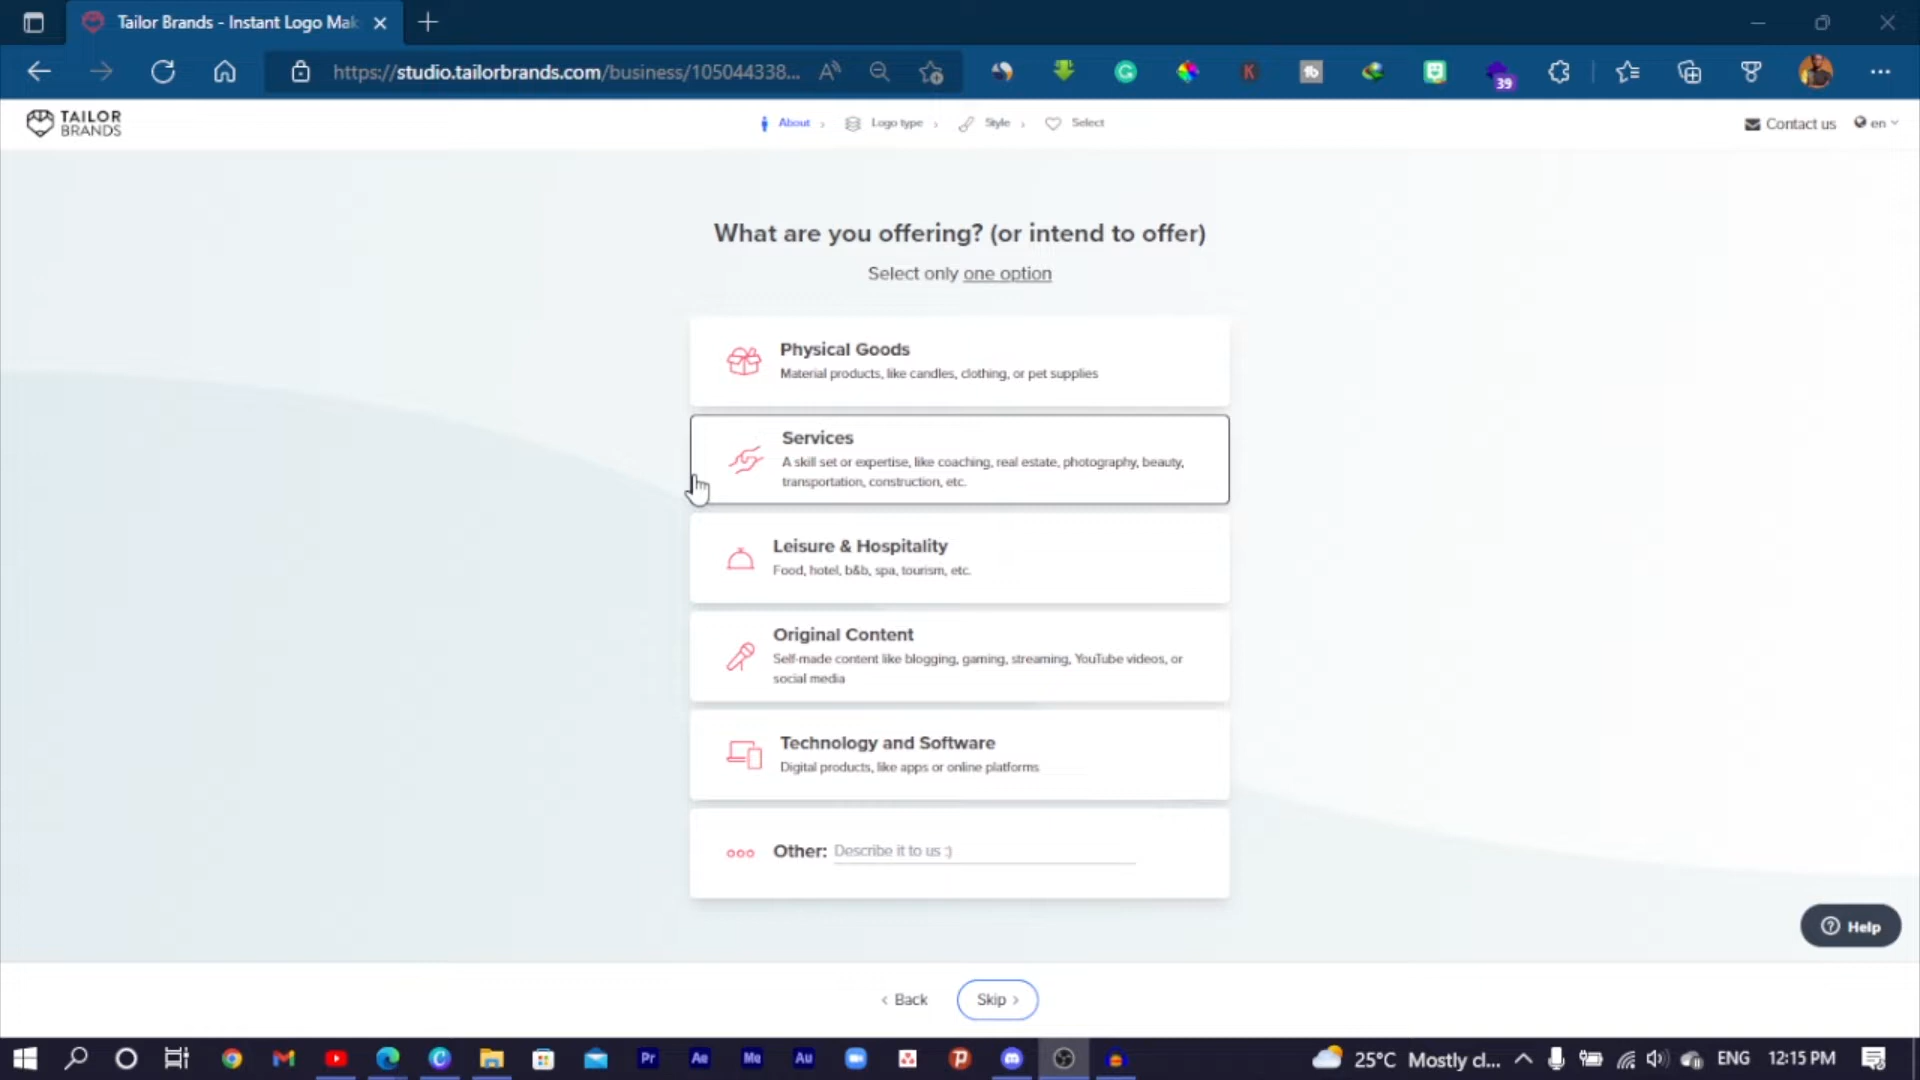 Tailor Brands - Instant Logo Mak
https://studio.tailorbrands.com/business/105044338...
39
TAILOR
BRANDS
About
Logo type
Style
Select
Contact us
en
What are you offering? (or intend to offer)
Select only one option
Physical Goods
Material products, like candles, clothing, or pet supplies
Services
A skill set or expertise, like coaching, real estate, photography, beauty,
transportation, construction, etc.
Leisure & Hospitality
Food, hotel, b&b, spa, tourism, etc.
Original Content
Self-made content like blogging, gaming, streaming, YouTube videos, or
social media
Technology and Software
Digital products, like apps or online platforms
Other: Describe it to us :)
Help
< Back
Skip >
Pr
Ae
Me
Au
25°C Mostly cl...
ENG
12:15 PM